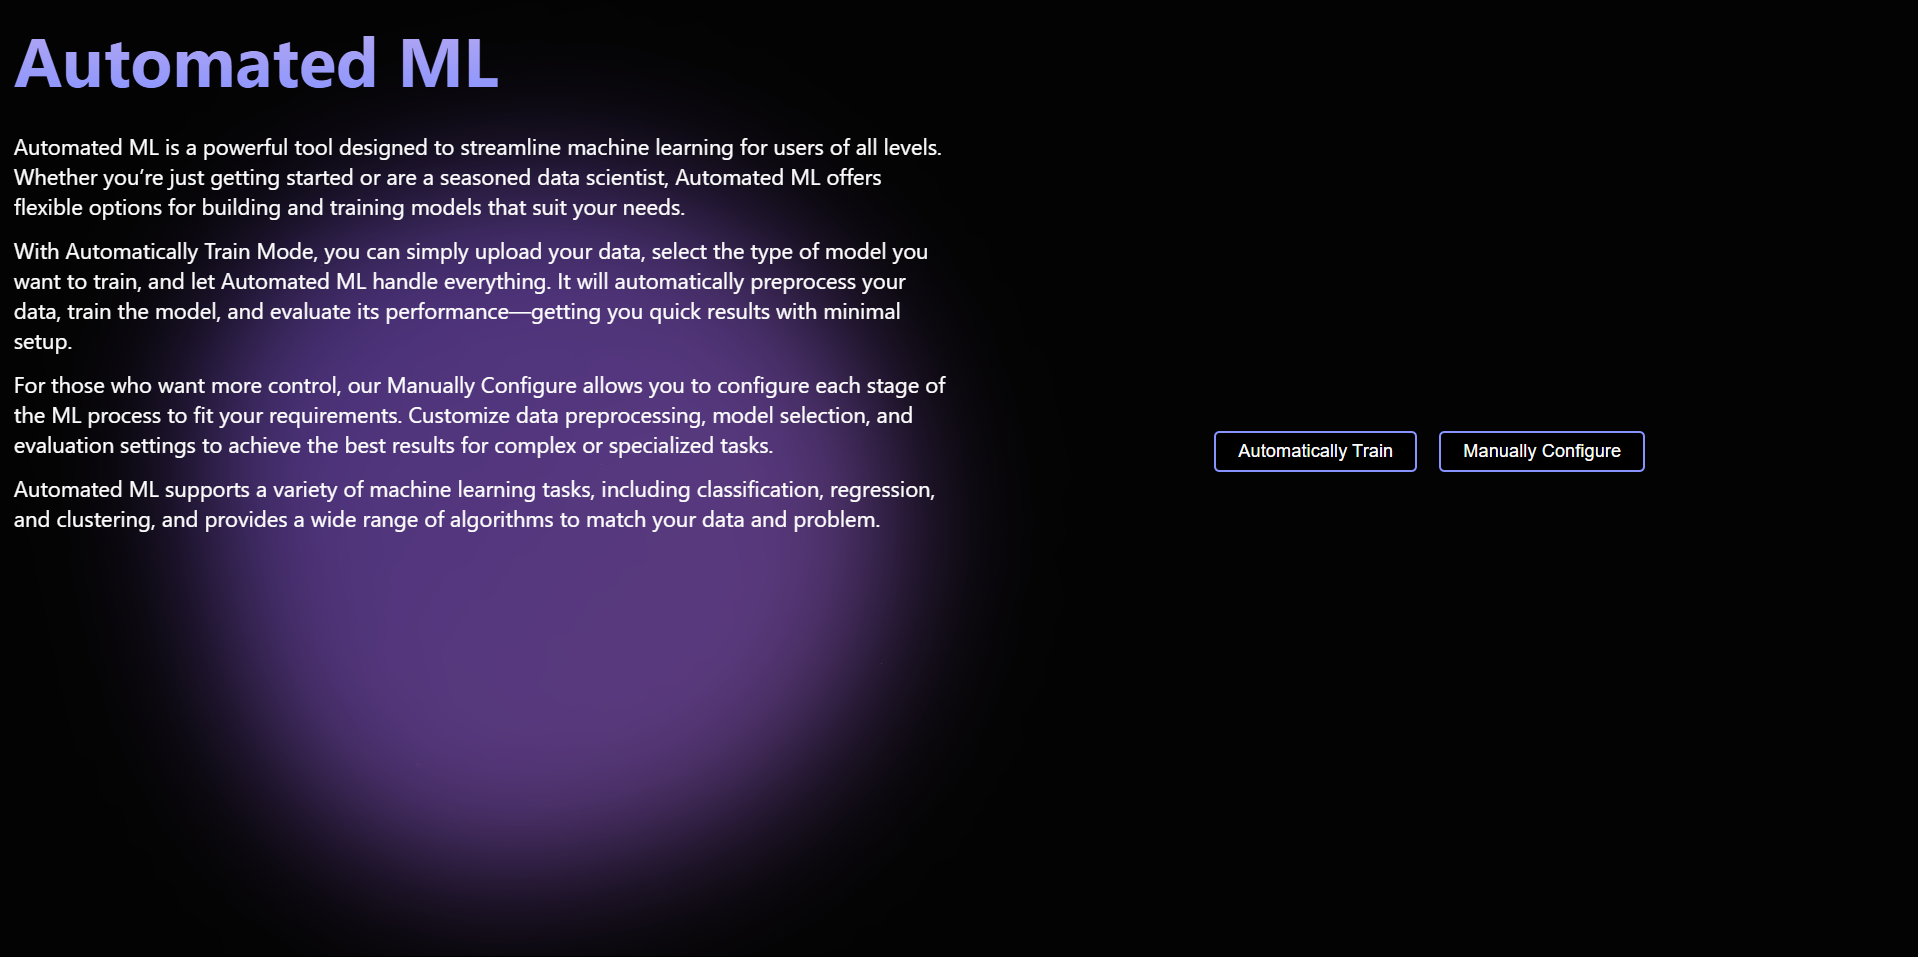 Automated ML
Automated ML is a powerful tool designed to streamline machine learning for users of all levels.
Whether you’re just getting started or are a seasoned data scientist, Automated ML offers
flexible options for building and training models that suit your needs.
With Automatically Train Mode, you can simply upload your data, select the type of model you
want to train, and let Automated ML handle everything. It will automatically preprocess your
data, train the model, and evaluate its performance—getting you quick results with minimal
setup.
For those who want more control, our Manually Configure allows you to configure each stage of
the ML process to fit your requirements. Customize data preprocessing, model selection, and
evaluation settings to achieve the best results for complex or specialized tasks.
Automated ML supports a variety of machine learning tasks, including classification, regression,
and clustering, and provides a wide range of algorithms to match your data and problem.
Automatically Train
Manually Configure